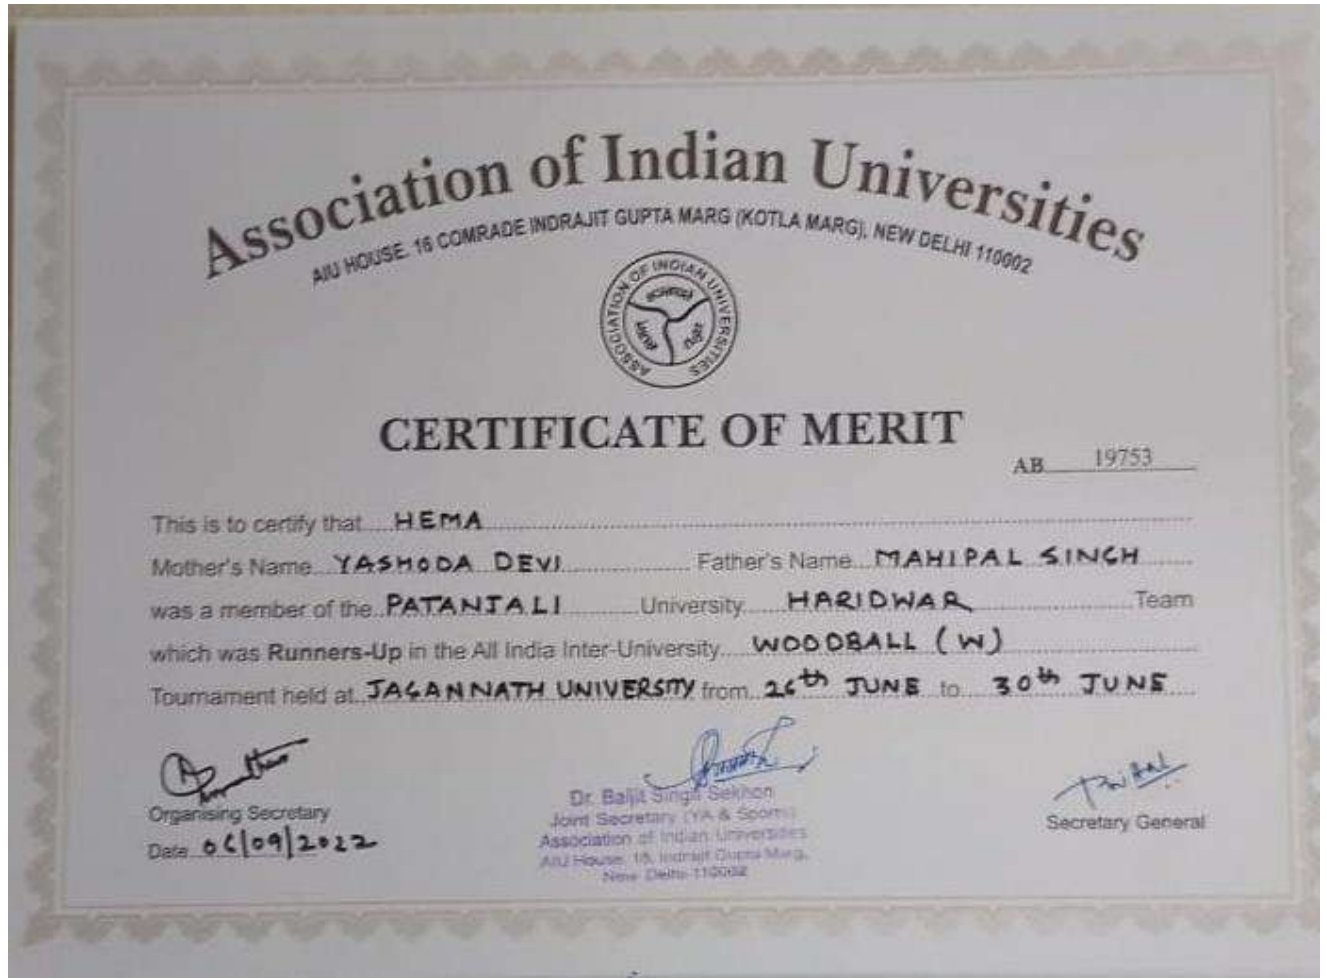 Association of Indian Universities
AIU HOUSE, 16 COMRADE INDRAJIT GUPTA MARG (KOTLA MARG), NEW DELHI 110002
ASSOCIATION OF INDIAN UNIVERSITIES
CERTIFICATE OF MERIT
AB 19753
This is to certify that HEMA
Mother's Name YASHODA DEVI Father's Name MAHIPAL SINGH
was a member of the PATANJALI University HARIDWAR Team
which was Runners-Up in the All India Inter-University WOODBALL (W)
Tournament held at JAGANNATH UNIVERSITY from 26th JUNE to 30th JUNE
Organising Secretary
Date 06/09/2022
Dr. Baljit Singh Sekhon
Joint Secretary (YA & Sports)
Association of Indian Universities
AIU House, 16, Indrajit Gupta Marg,
New Delhi-110002
Secretary General